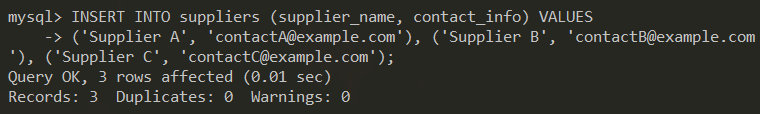 mysql> INSERT INTO suppliers (supplier_name, contact_info) VALUES
    -> ('Supplier A', 'contactA@example.com'), ('Supplier B', 'contactB@example.com
'), ('Supplier C', 'contactC@example.com');
Query OK, 3 rows affected (0.01 sec)
Records: 3  Duplicates: 0  Warnings: 0